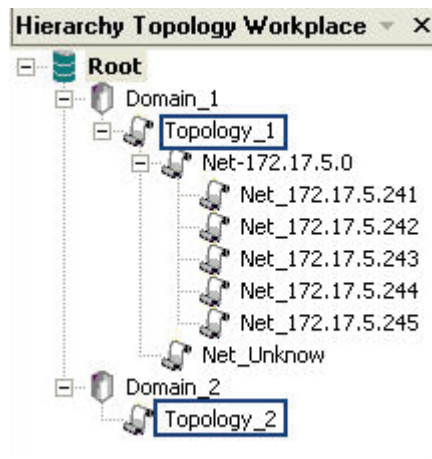 Hierarchy Topology Workplace
Root
Domain_1
Topology_1
Net-172.17.5.0
Net_172.17.5.241
Net_172.17.5.242
Net_172.17.5.243
Net_172.17.5.244
Net_172.17.5.245
Net_Unknow
Domain_2
Topology_2